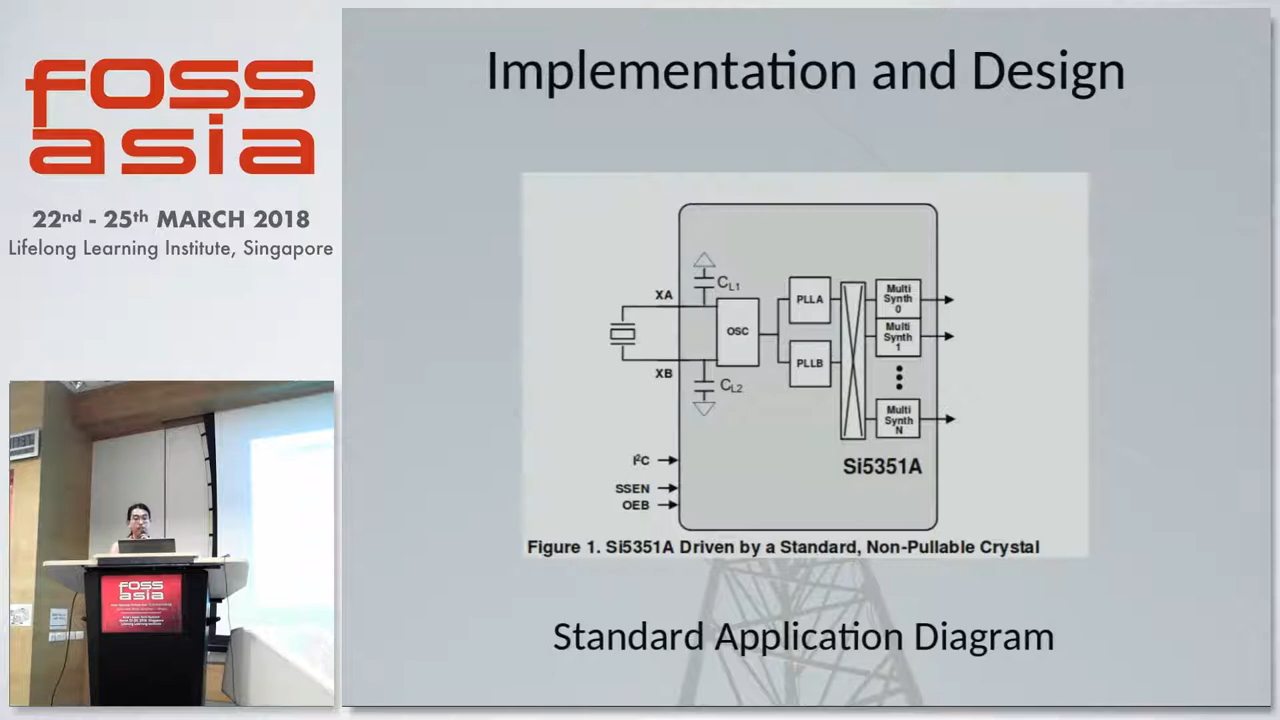 foss
asia
22nd - 25th MARCH 2018
Lifelong Learning Institute, Singapore
Implementation and Design
XA
XB
CL1
CL2
OSC
PLLA
PLLB
Multi
Synth
0
Multi
Synth
1
Multi
Synth
N
I²C
SSEN
OEB
Si5351A
Figure 1. Si5351A Driven by a Standard, Non-Pullable Crystal
Standard Application Diagram
foss
asia